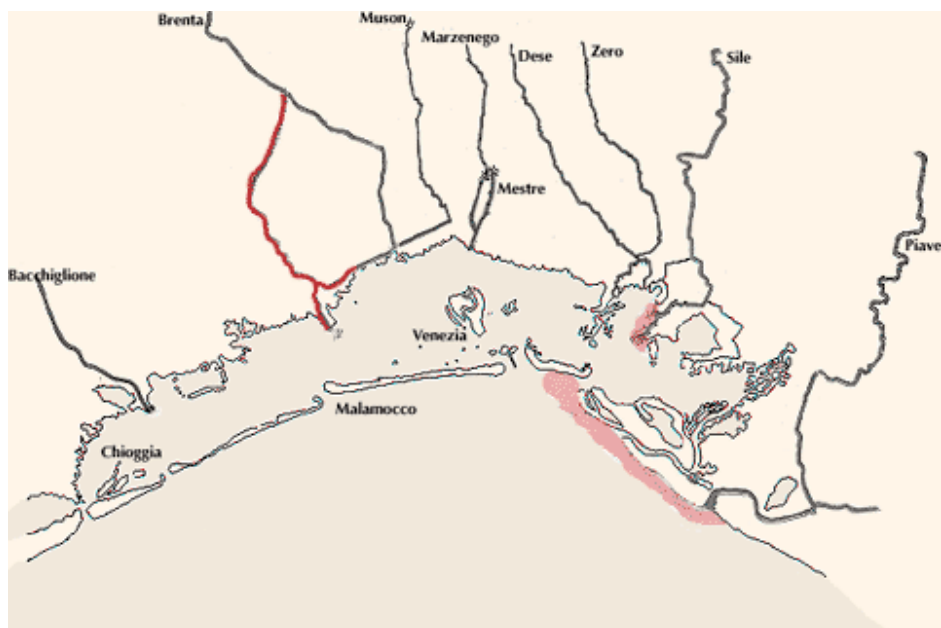 Brenta
Muson
Marzenego
Dese
Zero
Sile
Mestre
Piave
Bacchiglione
Venezia
Malamocco
Chioggia